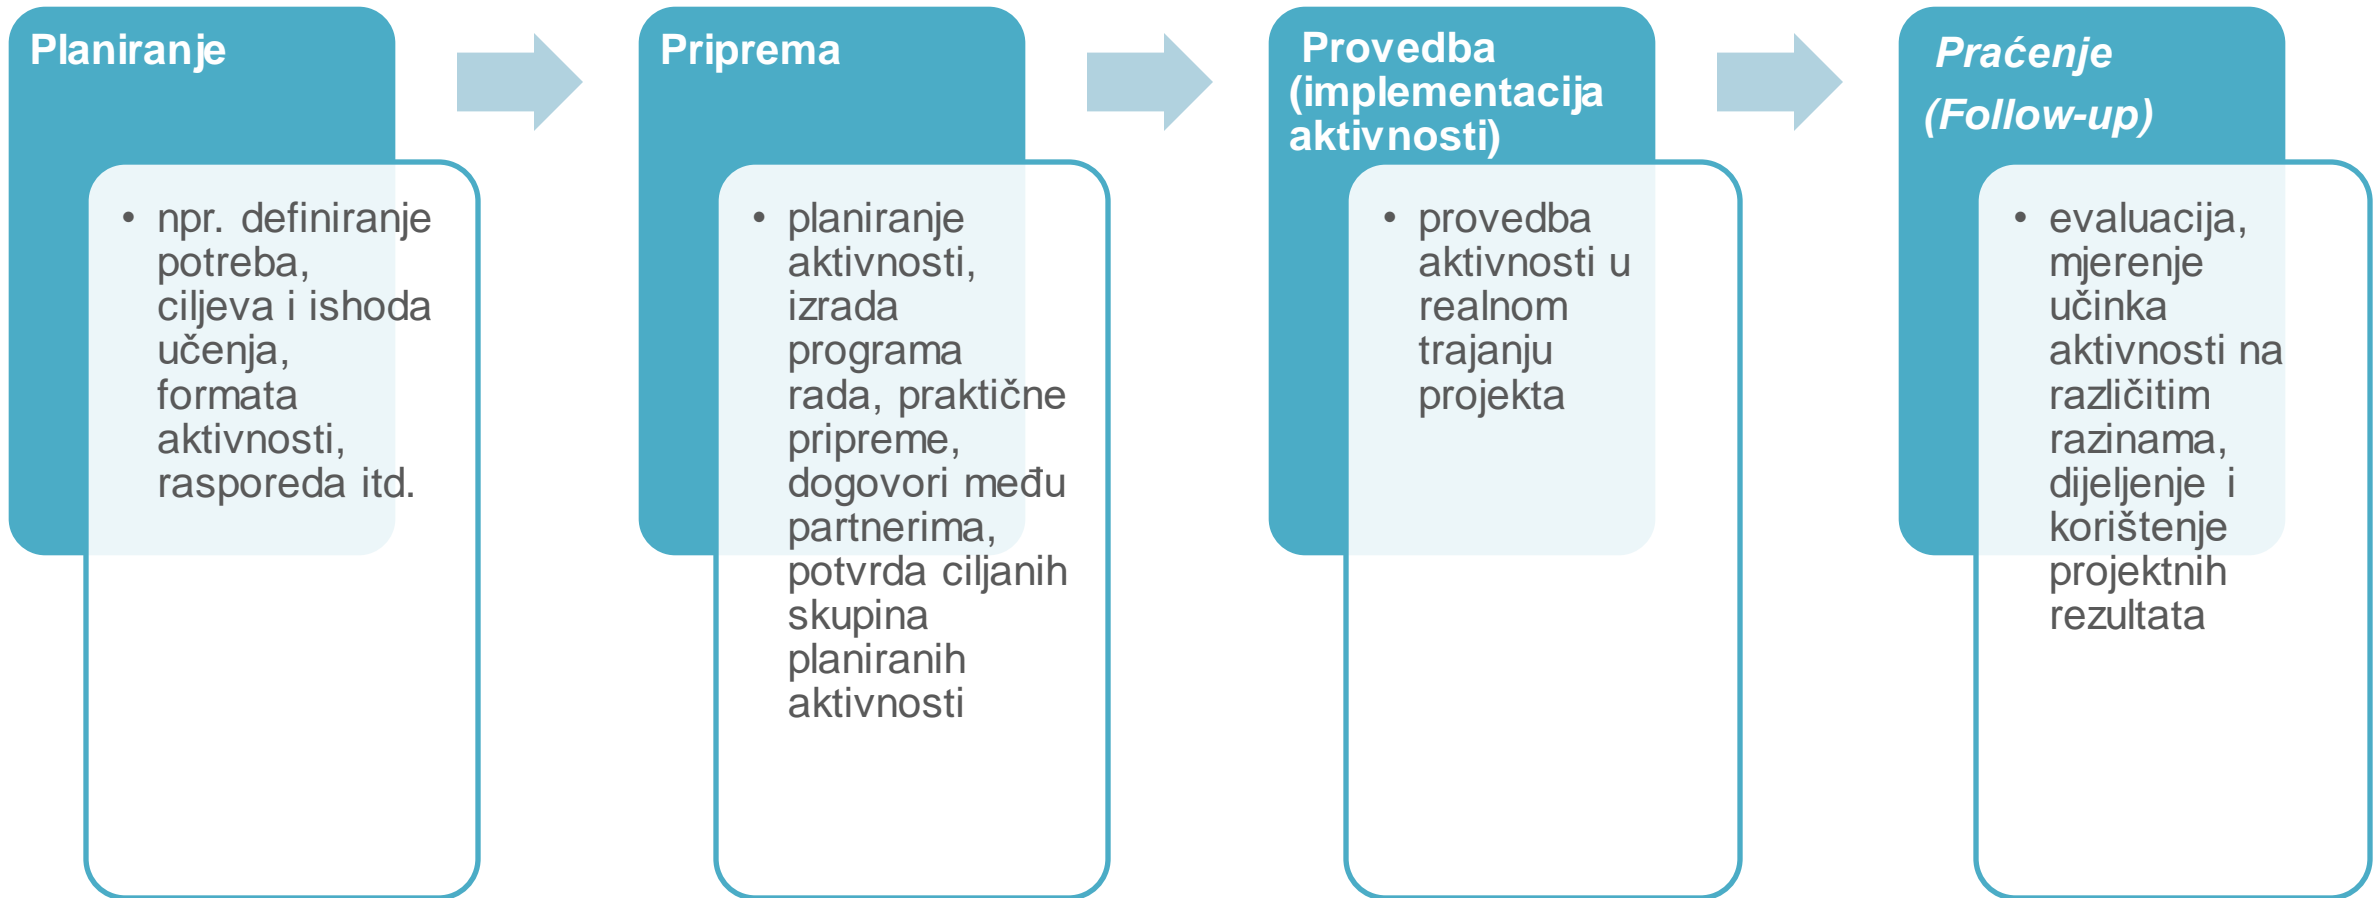 Planiranje
• npr. definiranje
potreba,
ciljeva i ishoda
učenja,
formata
aktivnosti,
rasporeda itd.
Priprema
• planiranje
aktivnosti,
izrada
programa
rada, praktične
pripreme,
dogovori među
partnerima,
potvrda ciljanih
skupina
planiranih
aktivnosti
Provedba
(implementacija
aktivnosti)
• provedba
aktivnosti u
realnom
trajanju
projekta
Praćenje
(Follow-up)
• evaluacija,
mjerenje
učinka
aktivnosti na
različitim
razinama,
dijeljenje i
korištenje
projektnih
rezultata